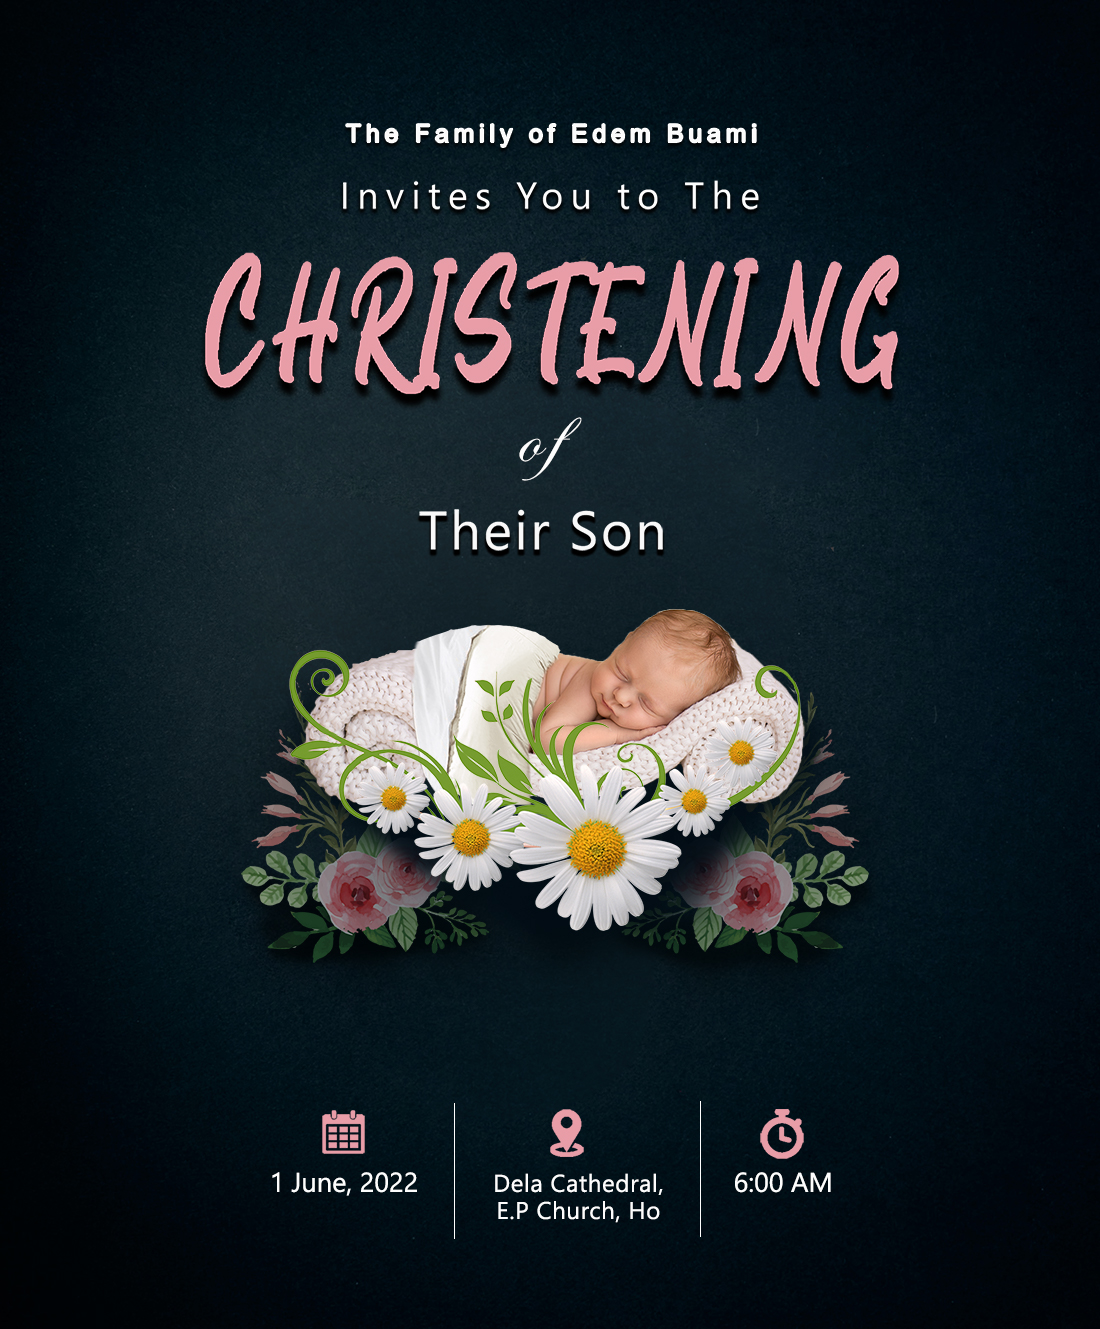 The Family of Edem Buami
Invites You to The
CHRISTENING
of
Their Son
1 June, 2022
Dela Cathedral,
E.P Church, Ho
6:00 AM